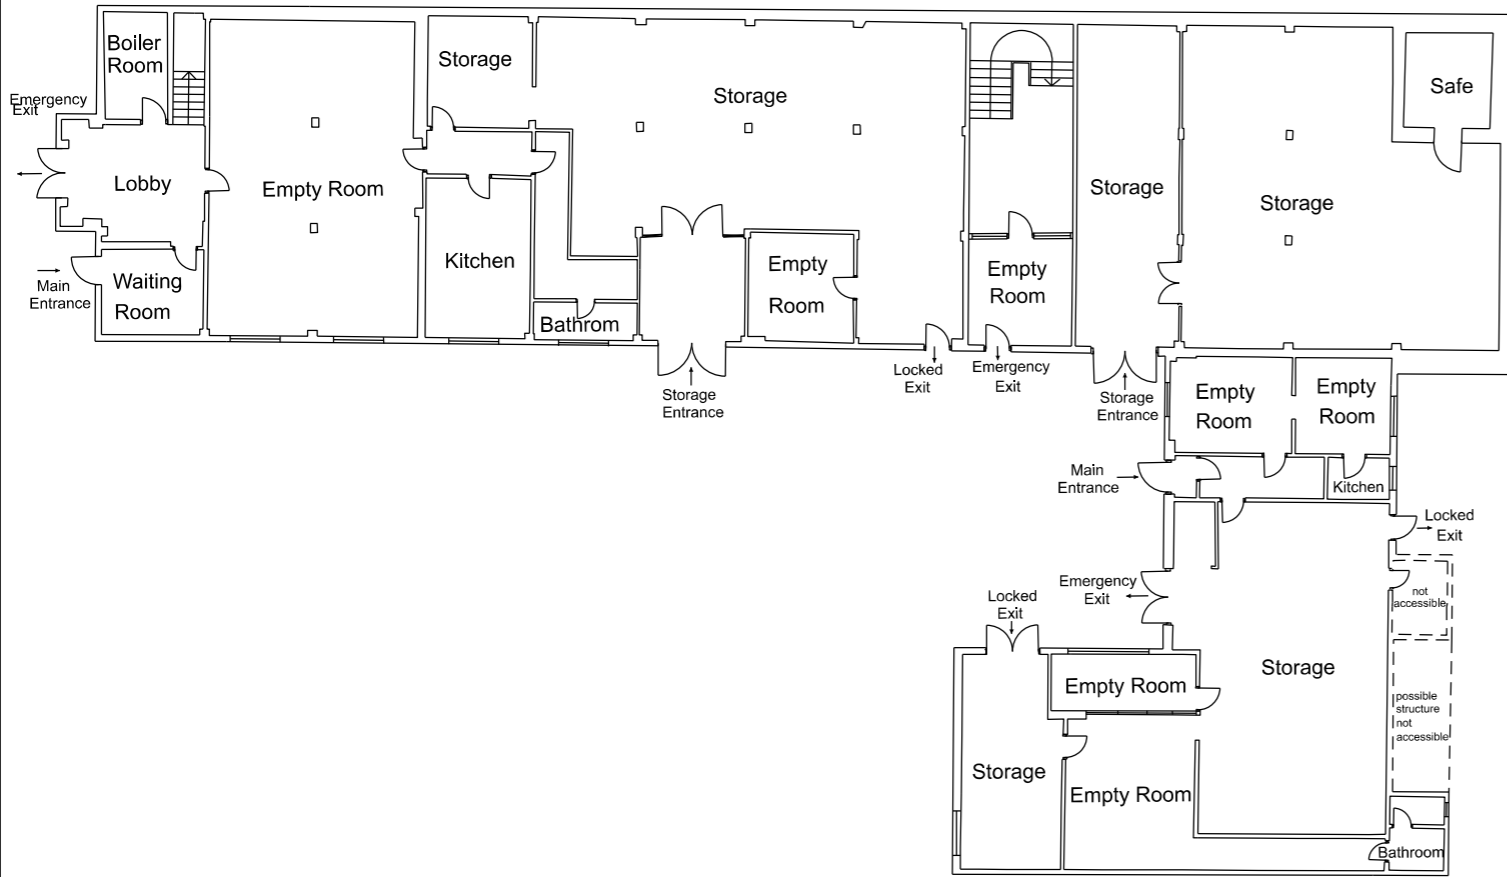 Boiler
Room
Storage
Storage
Safe
Emergency
Exit
Lobby
Empty Room
Storage
Storage
Kitchen
Empty
Room
Empty
Room
Main
Entrance
Waiting
Room
Bathrom
Storage
Entrance
Locked
Exit
Emergency
Exit
Storage
Entrance
Empty
Room
Empty
Room
Main
Entrance
Kitchen
Locked
Exit
Emergency
Exit
Locked
Exit
not
accessible
Storage
Empty Room
possible
structure
not
accessible
Storage
Empty Room
Bathroom